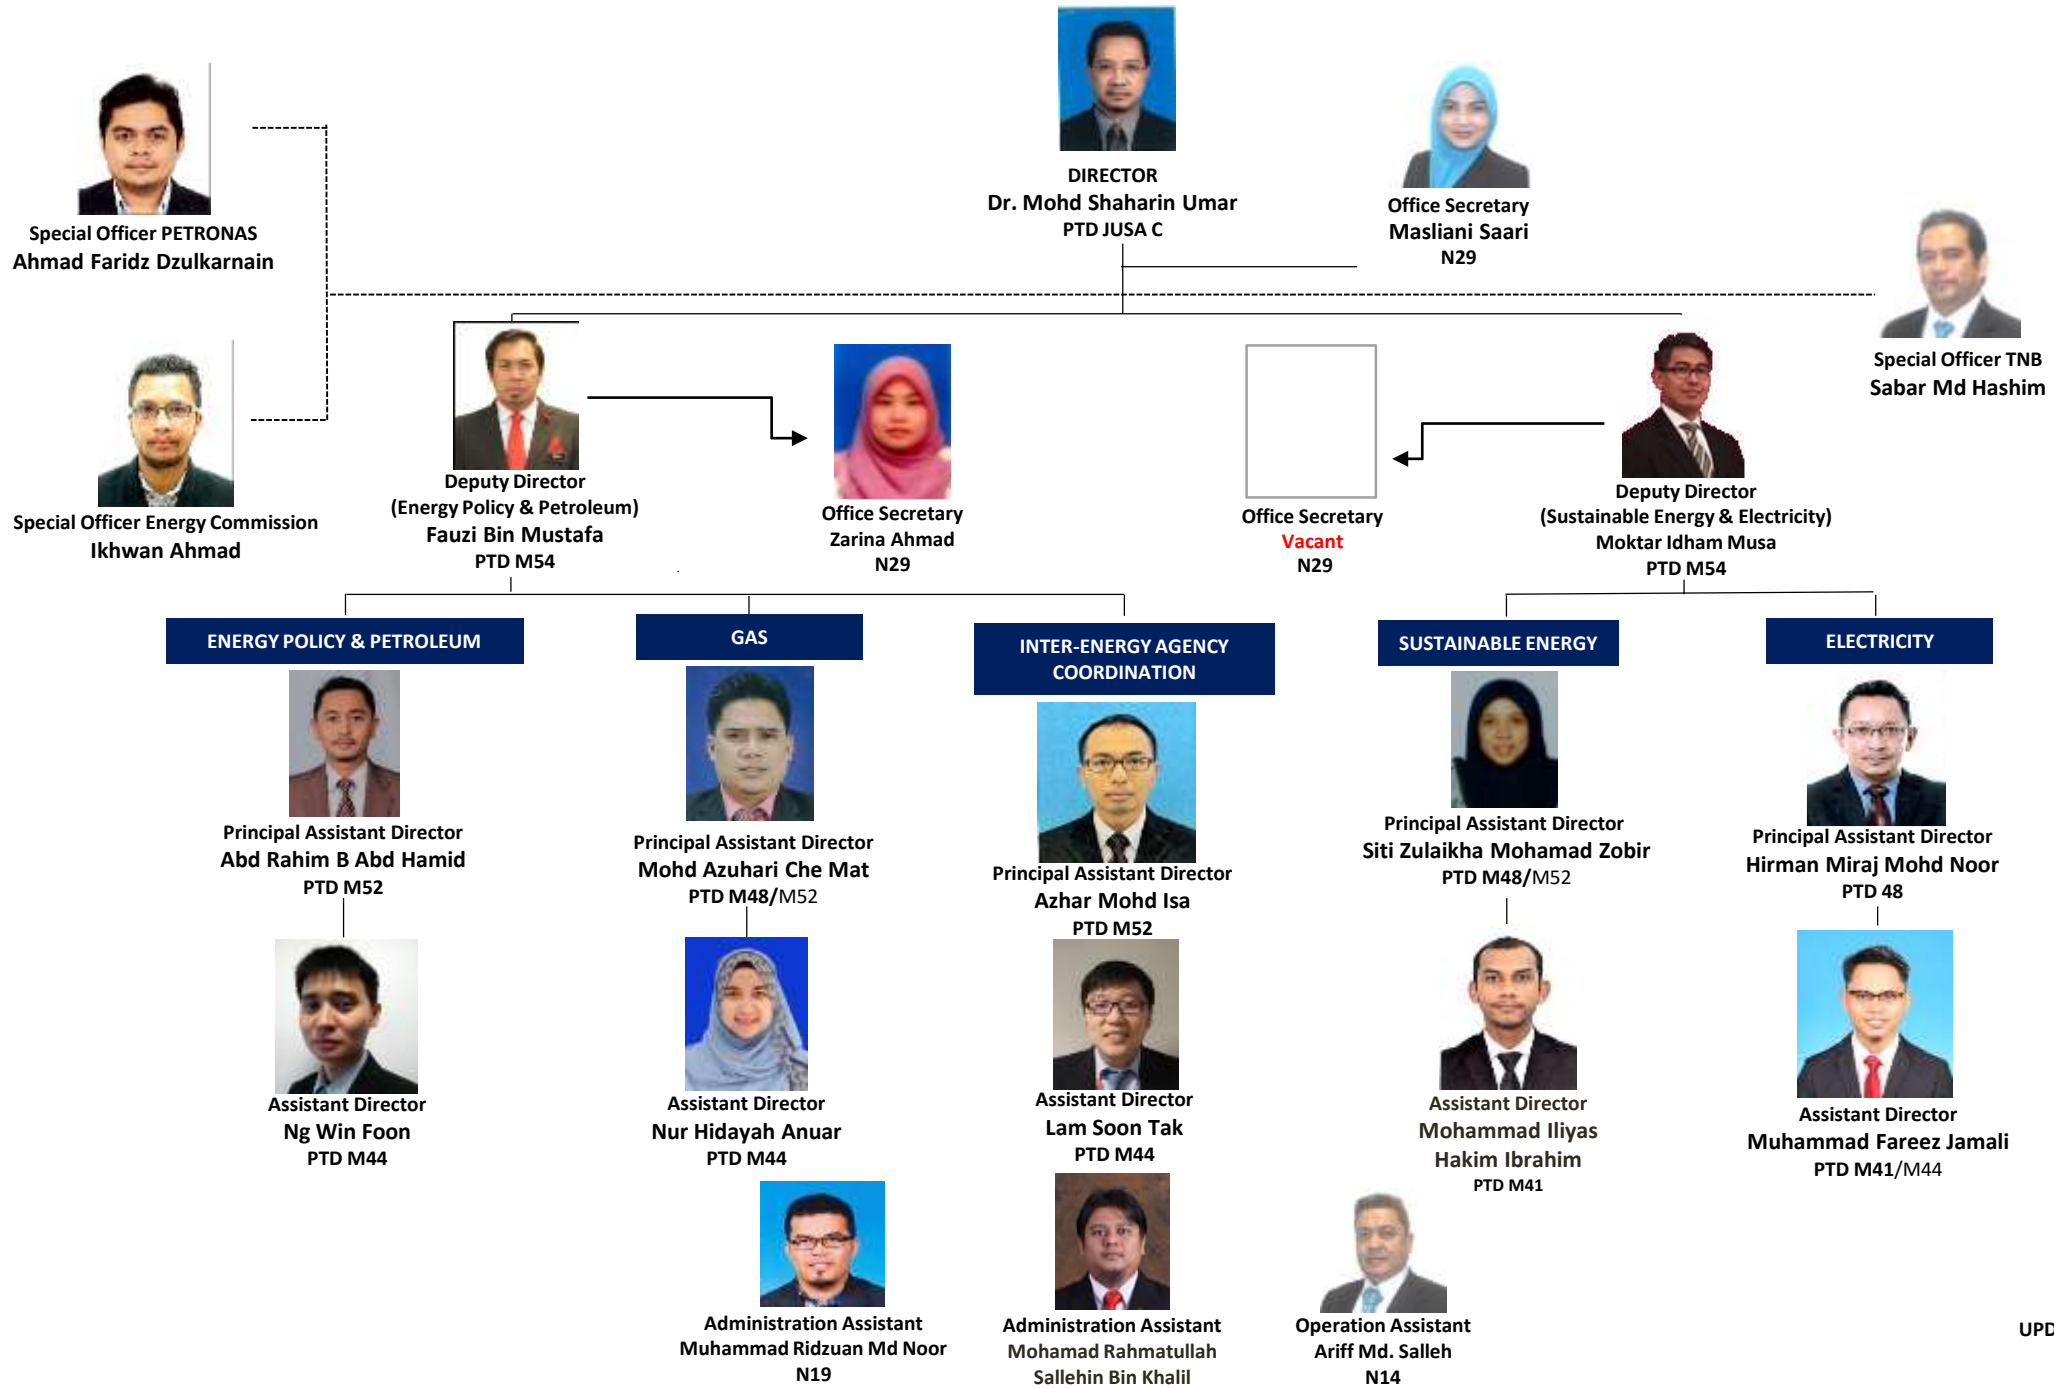 DIRECTOR
Dr. Mohd Shaharin Umar
PTD JUSA C
Office Secretary
Masliani Saari
N29
Special Officer PETRONAS
Ahmad Faridz Dzulkarnain
Special Officer TNB
Sabar Md Hashim
Special Officer Energy Commission
Ikhwan Ahmad
Deputy Director
(Energy Policy & Petroleum)
Fauzi Bin Mustafa
PTD M54
Office Secretary
Zarina Ahmad
N29
Office Secretary
Vacant
N29
Deputy Director
(Sustainable Energy & Electricity)
Moktar Idham Musa
PTD M54
ENERGY POLICY & PETROLEUM
GAS
INTER-ENERGY AGENCY
COORDINATION
SUSTAINABLE ENERGY
ELECTRICITY
Principal Assistant Director
Abd Rahim B Abd Hamid
PTD M52
Principal Assistant Director
Mohd Azuhari Che Mat
PTD M48/M52
Principal Assistant Director
Azhar Mohd Isa
PTD M52
Principal Assistant Director
Siti Zulaikha Mohamad Zobir
PTD M48/M52
Principal Assistant Director
Hirman Miraj Mohd Noor
PTD 48
Assistant Director
Ng Win Foon
PTD M44
Assistant Director
Nur Hidayah Anuar
PTD M44
Assistant Director
Lam Soon Tak
PTD M44
Assistant Director
Mohammad Iliyas
Hakim Ibrahim
PTD M41
Assistant Director
Muhammad Fareez Jamali
PTD M41/M44
Administration Assistant
Muhammad Ridzuan Md Noor
N19
Administration Assistant
Mohamad Rahmatullah
Sallehin Bin Khalil
Operation Assistant
Ariff Md. Salleh
N14
UPD